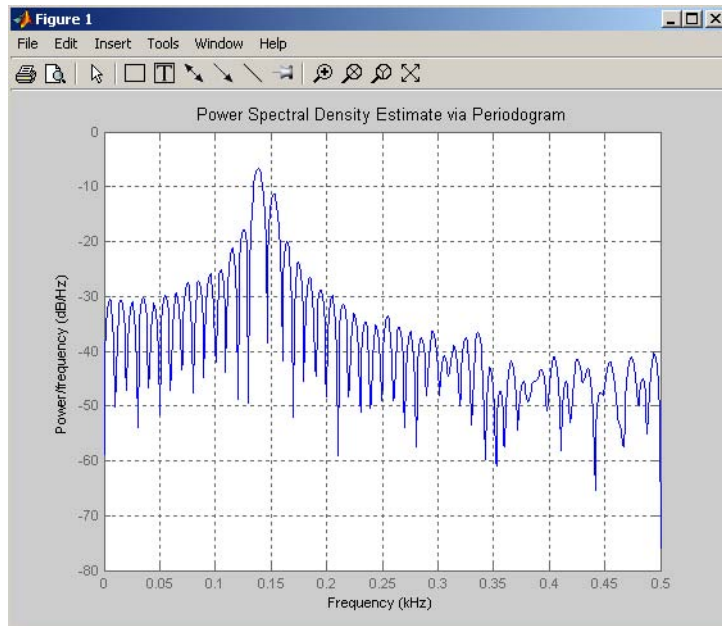 Figure 1
File Edit Insert Tools Window Help
T
Power Spectral Density Estimate via Periodogram
Power/frequency (dB/Hz)
0
-10
-20
-30
-40
-50
-60
-70
-80
0 0.05 0.1 0.15 0.2 0.25 0.3 0.35 0.4 0.45 0.5
Frequency (kHz)